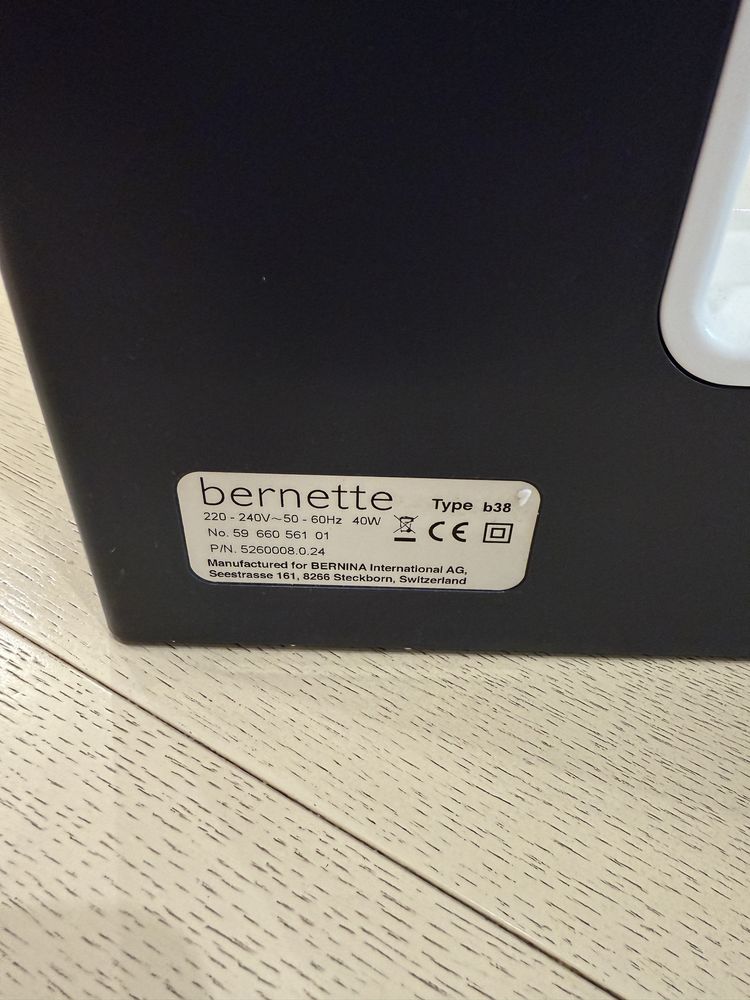 bernette Type b38
220 - 240V~50 - 60Hz 40W
No. 59 660 561 01
P/N. 5260008.0.24
CE
Manufactured for BERNINA International AG,
Seestrasse 161, 8266 Steckborn, Switzerland